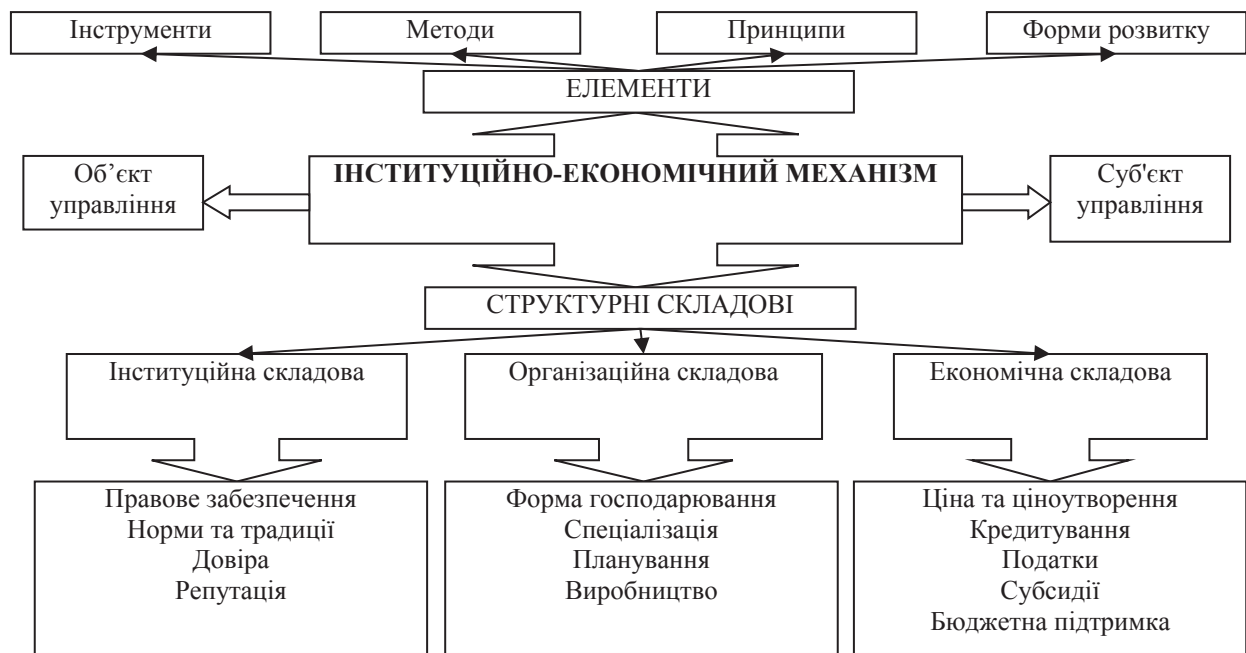 Інструменти
Методи
Принципи
Форми розвитку
ЕЛЕМЕНТИ
Об’єкт
управління
ІНСТИТУЦІЙНО-ЕКОНОМІЧНИЙ МЕХАНІЗМ
Суб'єкт
управління
СТРУКТУРНІ СКЛАДОВІ
Інституційна складова
Організаційна складова
Економічна складова
Правове забезпечення
Норми та традиції
Довіра
Репутація
Форма господарювання
Спеціалізація
Планування
Виробництво
Ціна та ціноутворення
Кредитування
Податки
Субсидії
Бюджетна підтримка